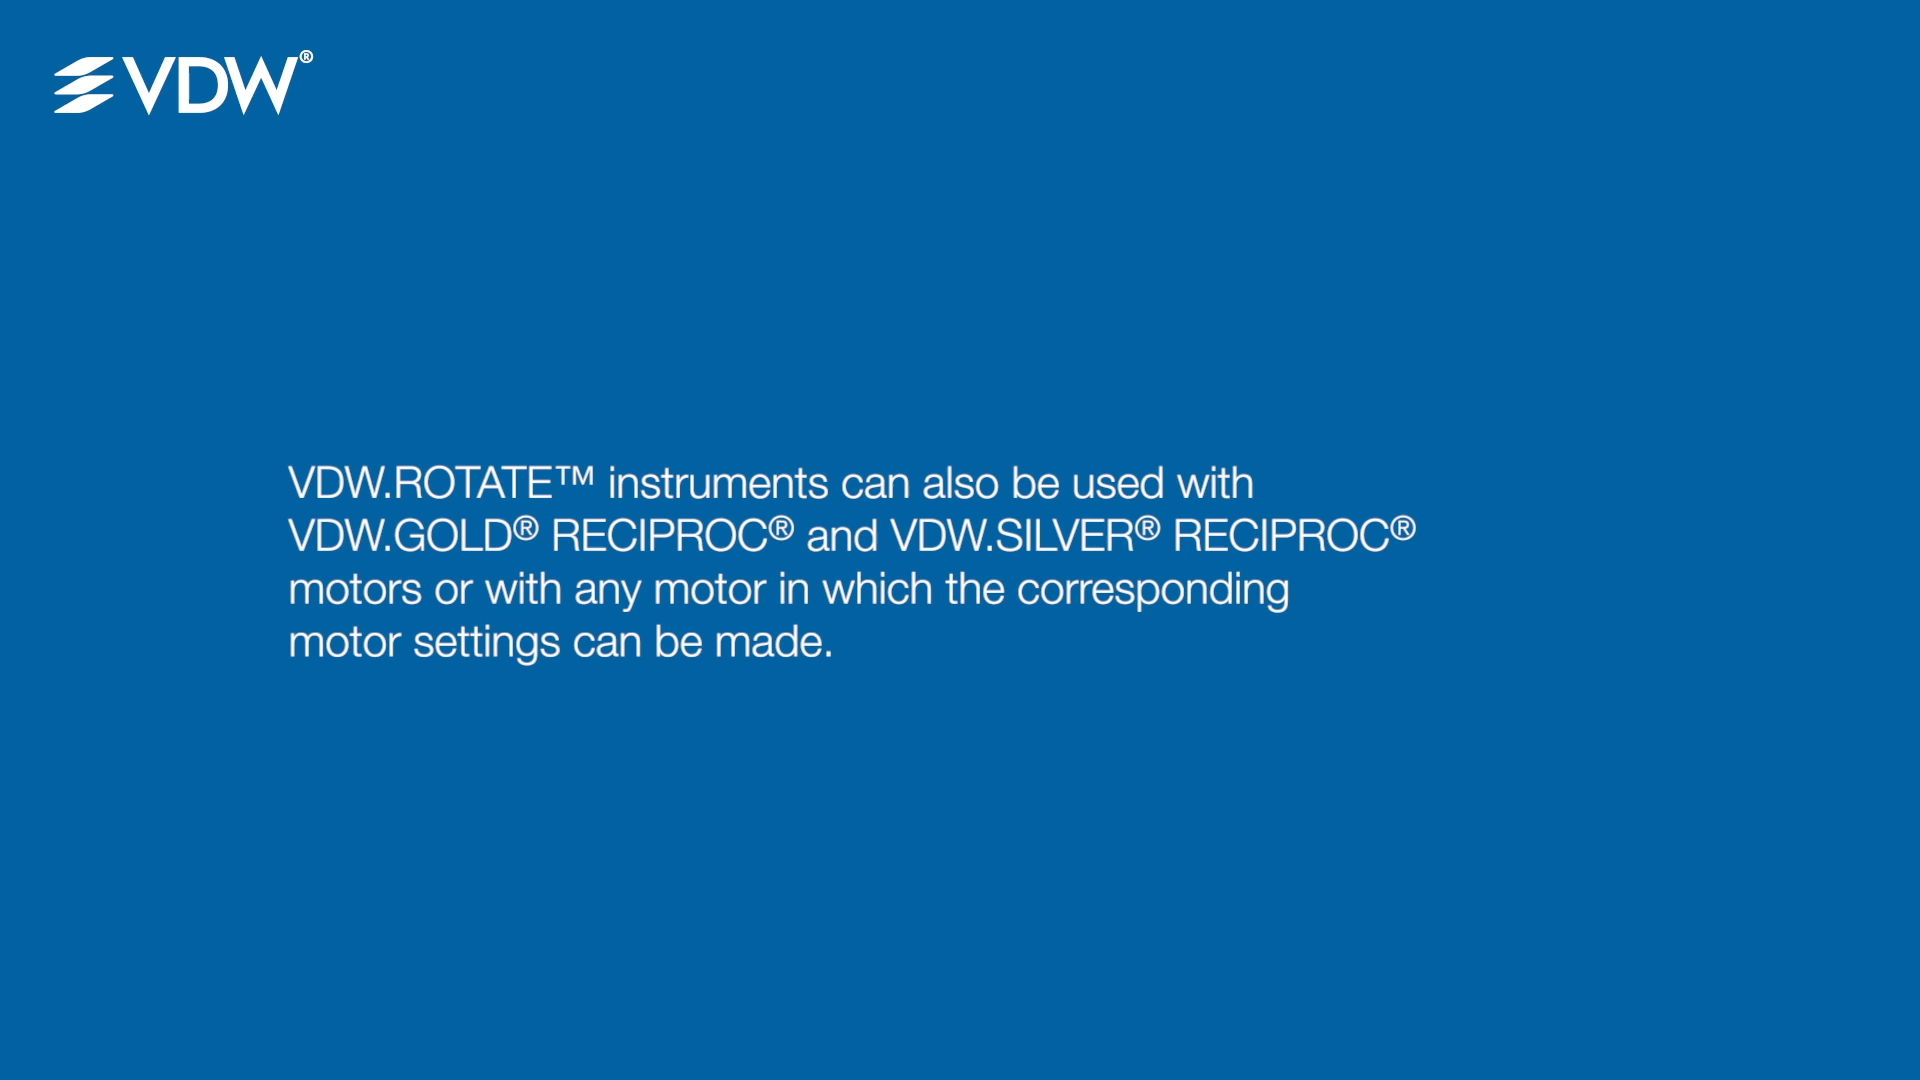 VDW®
VDW.ROTATE™ instruments can also be used with
VDW.GOLD® RECIPROC® and VDW.SILVER® RECIPROC®
motors or with any motor in which the corresponding
motor settings can be made.